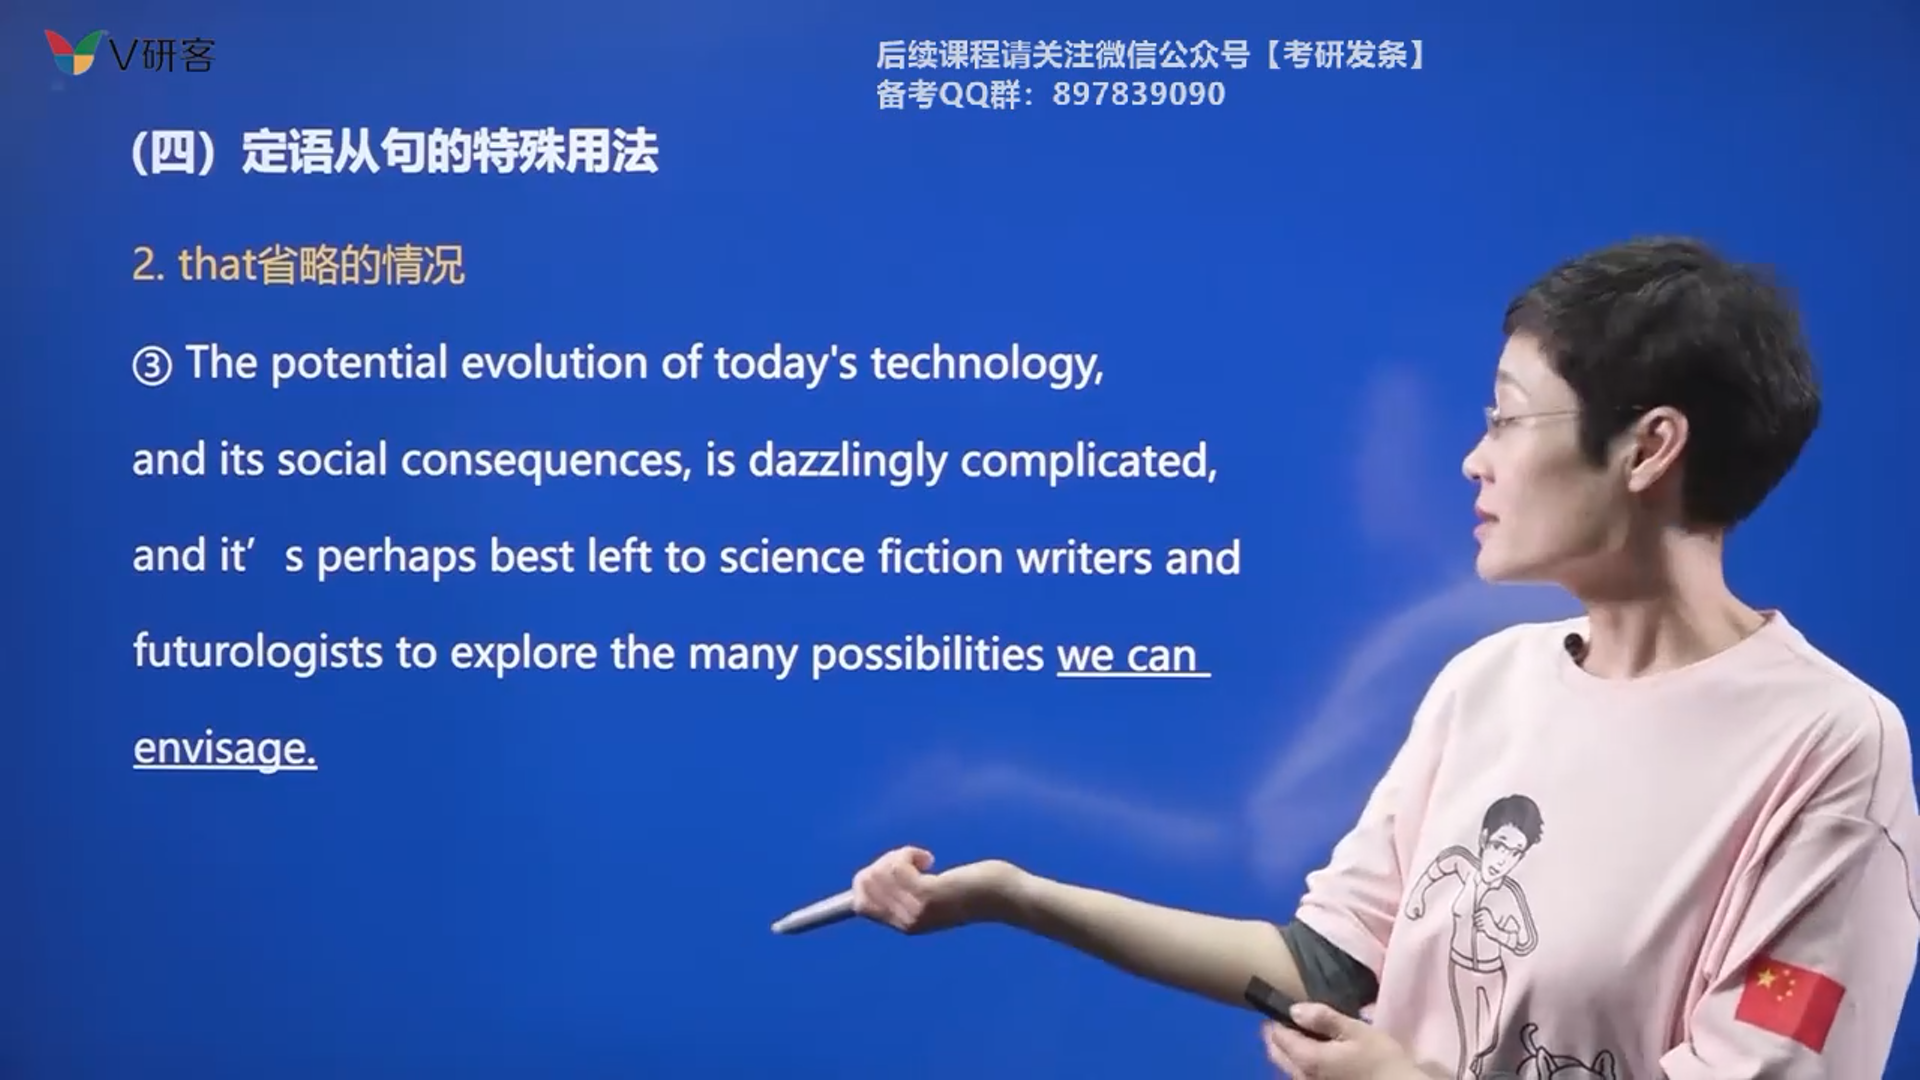 V研客
后续课程请关注微信公众号【考研发条】
备考QQ群：897839090
(四）定语从句的特殊用法
2. that省略的情况
③ The potential evolution of today's technology,
and its social consequences, is dazzlingly complicated,
and it’s perhaps best left to science fiction writers and
futurologists to explore the many possibilities we can
envisage.